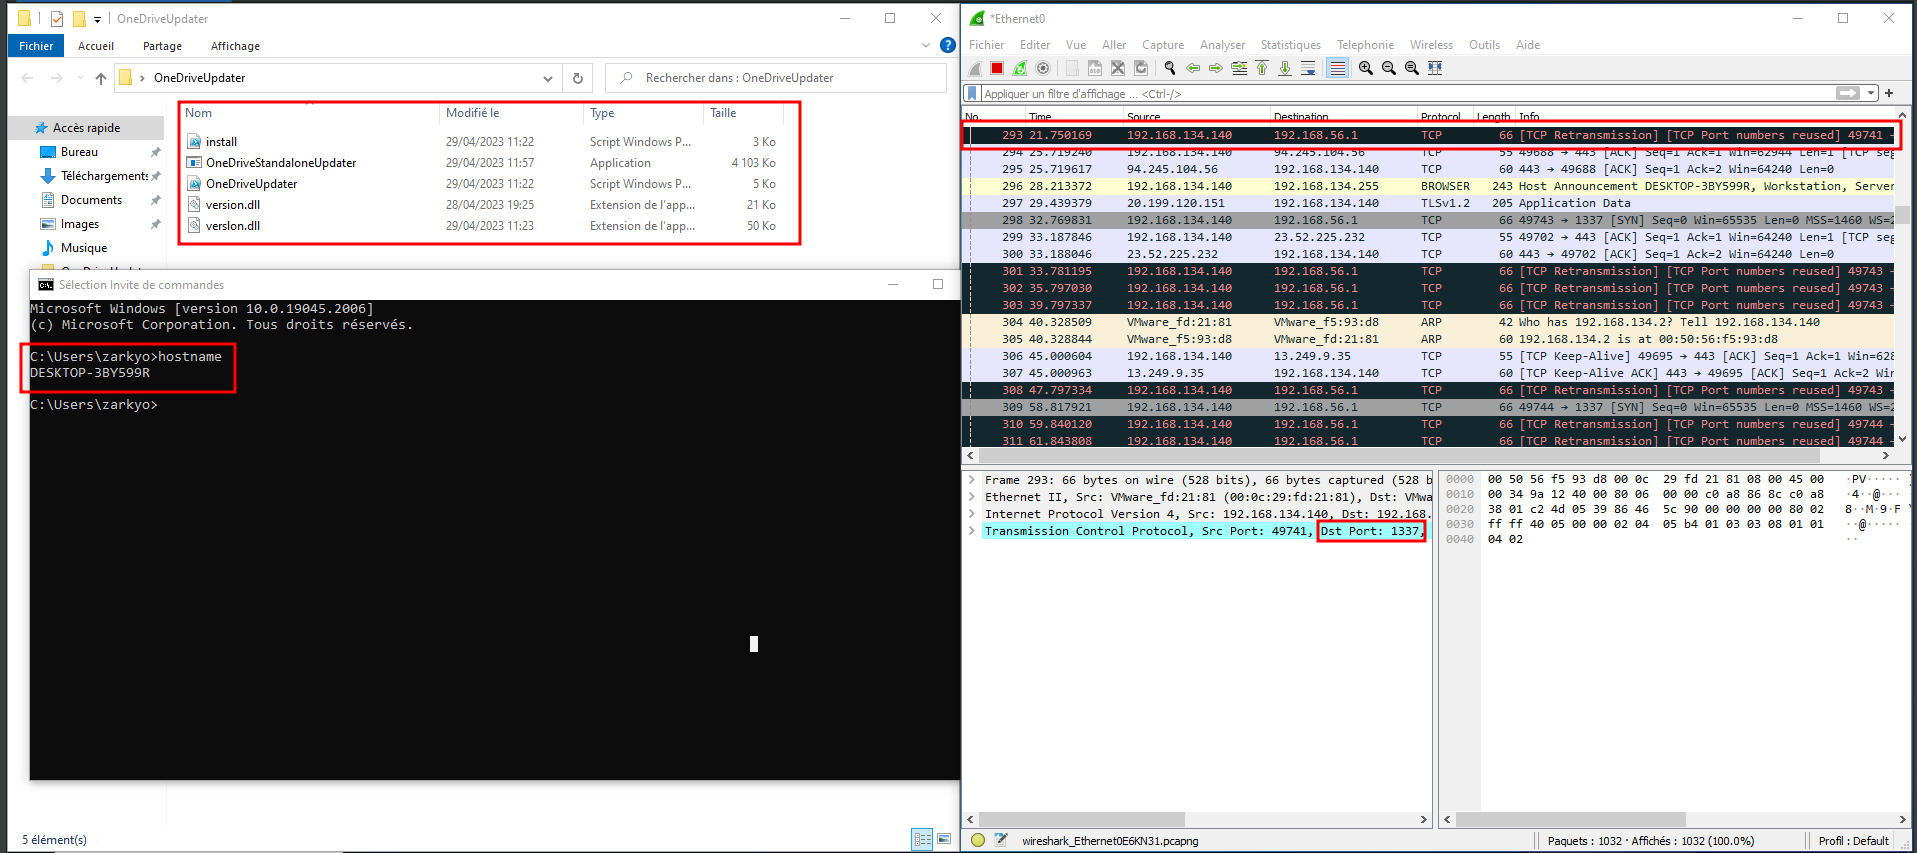 OneDriveUpdater
Fichier Accueil Partage Affichage
OneDriveUpdater
Rechercher dans : OneDriveUpdater
Accès rapide
Bureau
Téléchargements
Documents
Images
Musique
Nom Modifié le Type Taille
install 29/04/2023 11:22 Script Windows P... 3 Ko
OneDriveStandaloneUpdater 29/04/2023 11:57 Application 4 103 Ko
OneDriveUpdater 29/04/2023 11:22 Script Windows P... 5 Ko
version.dll 28/04/2023 19:25 Extension de l'app... 21 Ko
verslon.dll 29/04/2023 11:23 Extension de l'app... 50 Ko
Sélection Invite de commandes
Microsoft Windows [version 10.0.19045.2006]
(c) Microsoft Corporation. Tous droits réservés.
C:\Users\zarkyo>hostname
DESKTOP-3BY599R
C:\Users\zarkyo>
5 élément(s)
*Ethernet0
Fichier Editer Vue Aller Capture Analyser Statistiques Telephonie Wireless Outils Aide
Appliquer un filtre d'affichage ... <Ctrl-/>
No. Time Source Destination Protocol Length Info
293 21.750169 192.168.134.140 192.168.56.1 TCP 66 [TCP Retransmission] [TCP Port numbers reused] 49741 →
294 25.719240 192.168.134.140 94.245.104.56 TCP 55 49688 → 443 [ACK] Seq=1 Ack=1 Win=62944 Len=1 [TCP seg
295 25.719617 94.245.104.56 192.168.134.140 TCP 60 443 → 49688 [ACK] Seq=1 Ack=2 Win=64240 Len=0
296 28.213372 192.168.134.140 192.168.134.255 BROWSER 243 Host Announcement DESKTOP-3BY599R, Workstation, Server
297 29.439379 20.199.120.151 192.168.134.140 TLSv1.2 205 Application Data
298 32.769831 192.168.134.140 192.168.56.1 TCP 66 49743 → 1337 [SYN] Seq=0 Win=65535 Len=0 MSS=1460 WS=2
299 33.187846 192.168.134.140 23.52.225.232 TCP 55 49702 → 443 [ACK] Seq=1 Ack=1 Win=64240 Len=1 [TCP seg
300 33.188046 23.52.225.232 192.168.134.140 TCP 60 443 → 49702 [ACK] Seq=1 Ack=2 Win=64240 Len=0
301 33.781195 192.168.134.140 192.168.56.1 TCP 66 [TCP Retransmission] [TCP Port numbers reused] 49743 →
302 35.797030 192.168.134.140 192.168.56.1 TCP 66 [TCP Retransmission] [TCP Port numbers reused] 49743 →
303 39.797337 192.168.134.140 192.168.56.1 TCP 66 [TCP Retransmission] [TCP Port numbers reused] 49743 →
304 40.328509 VMware_fd:21:81 VMware_f5:93:d8 ARP 42 Who has 192.168.134.2? Tell 192.168.134.140
305 40.328844 VMware_f5:93:d8 VMware_fd:21:81 ARP 60 192.168.134.2 is at 00:50:56:f5:93:d8
306 45.000604 192.168.134.140 13.249.9.35 TCP 55 [TCP Keep-Alive] 49695 → 443 [ACK] Seq=1 Ack=1 Win=628
307 45.000963 13.249.9.35 192.168.134.140 TCP 60 [TCP Keep-Alive ACK] 443 → 49695 [ACK] Seq=1 Ack=2 Win
308 47.797334 192.168.134.140 192.168.56.1 TCP 66 [TCP Retransmission] [TCP Port numbers reused] 49743 →
309 58.817921 192.168.134.140 192.168.56.1 TCP 66 49744 → 1337 [SYN] Seq=0 Win=65535 Len=0 MSS=1460 WS=2
310 59.840120 192.168.134.140 192.168.56.1 TCP 66 [TCP Retransmission] [TCP Port numbers reused] 49744 →
311 61.843808 192.168.134.140 192.168.56.1 TCP 66 [TCP Retransmission] [TCP Port numbers reused] 49744 →
Frame 293: 66 bytes on wire (528 bits), 66 bytes captured (528 b
Ethernet II, Src: VMware_fd:21:81 (00:0c:29:fd:21:81), Dst: VMwa
Internet Protocol Version 4, Src: 192.168.134.140, Dst: 192.168.
Transmission Control Protocol, Src Port: 49741, Dst Port: 1337,
0000 00 50 56 f5 93 d8 00 0c 29 fd 21 81 08 00 45 00 ·PV·····
0010 00 34 9a 12 40 00 80 06 00 00 c0 a8 86 8c c0 a8 ·4··@···
0020 38 01 c2 4d 05 39 86 46 5c 90 00 00 00 00 80 02 8··M·9·F
0030 ff ff 40 05 00 00 02 04 05 b4 01 03 03 08 01 01 ··@·····
0040 04 02 ··
wireshark_Ethernet0E6KN31.pcapng
Paquets : 1032 · Affichés : 1032 (100.0%)
Profil : Default